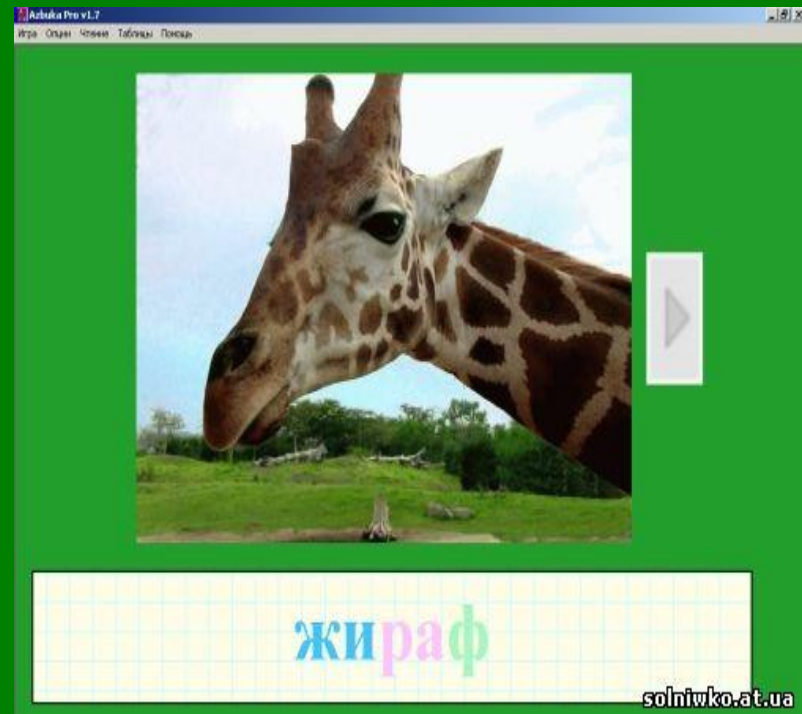 Azbuka Pro v1.7
Игра Опции Чтение Таблицы Помощь
жираф
solniwko.at.ua